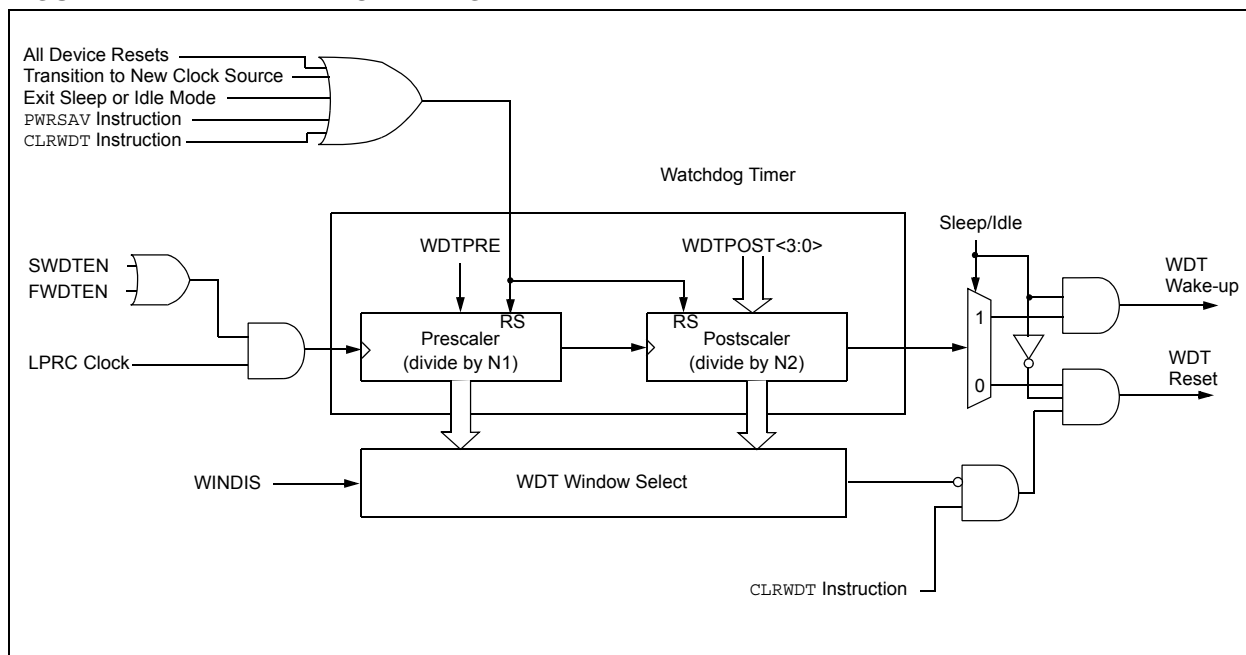 All Device Resets
Transition to New Clock Source
Exit Sleep or Idle Mode
PWRSAV Instruction
CLRWDT Instruction
Watchdog Timer
Sleep/Idle
WDTPRE
WDTPOST<3:0>
SWDTEN
FWDTEN
WDT
Wake-up
RS
RS
1
Prescaler
(divide by N1)
Postscaler
(divide by N2)
LPRC Clock
WDT
Reset
0
WINDIS
WDT Window Select
CLRWDT Instruction